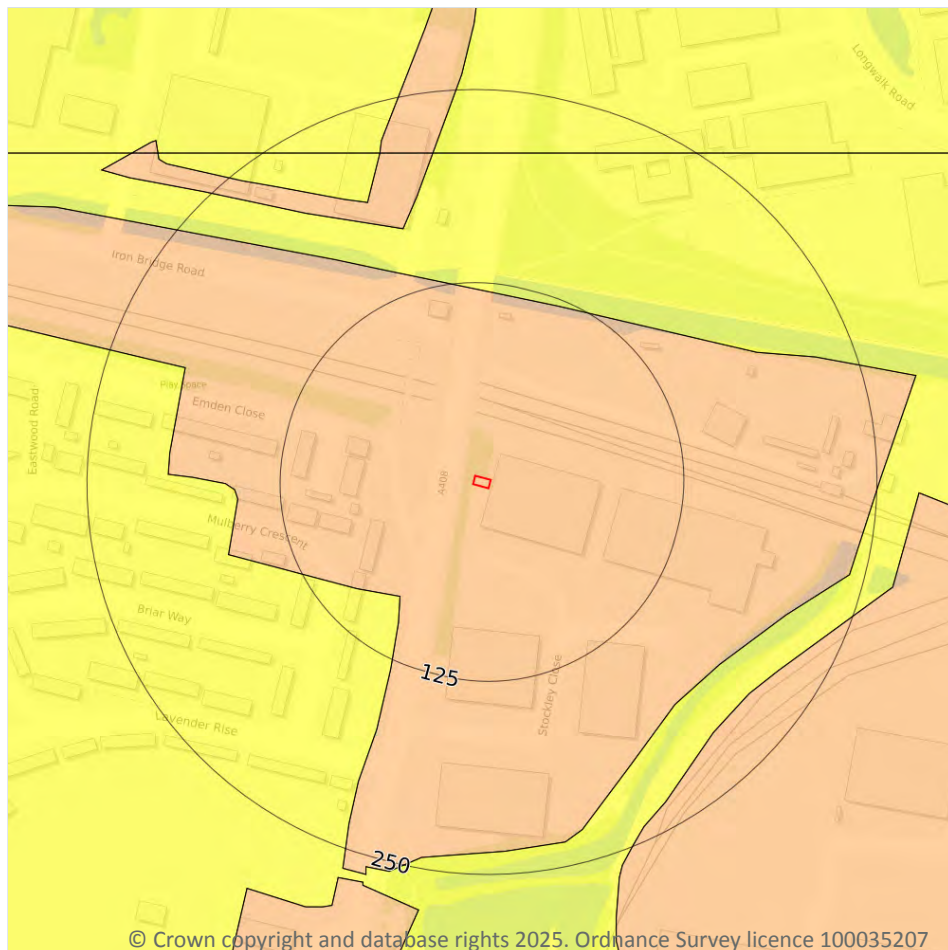 Longwalk Road
Iron Bridge Road
Play Space
Emden Close
Eastwood Road
A408
Mulberry Crescent
Briar Way
125
Stockley Close
Lavender Rise
250
© Crown copyright and database rights 2025. Ordnance Survey licence 100035207